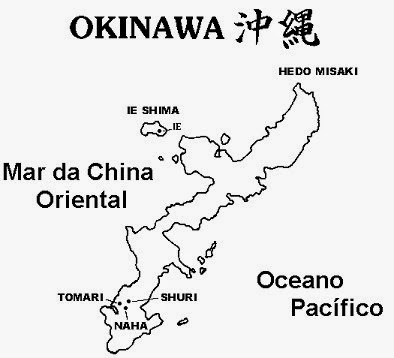 OKINAWA 沖縄
HEDO MISAKI
IE SHIMA
IE
Mar da China
Oriental
Oceano
Pacífico
TOMARI
SHURI
NAHA